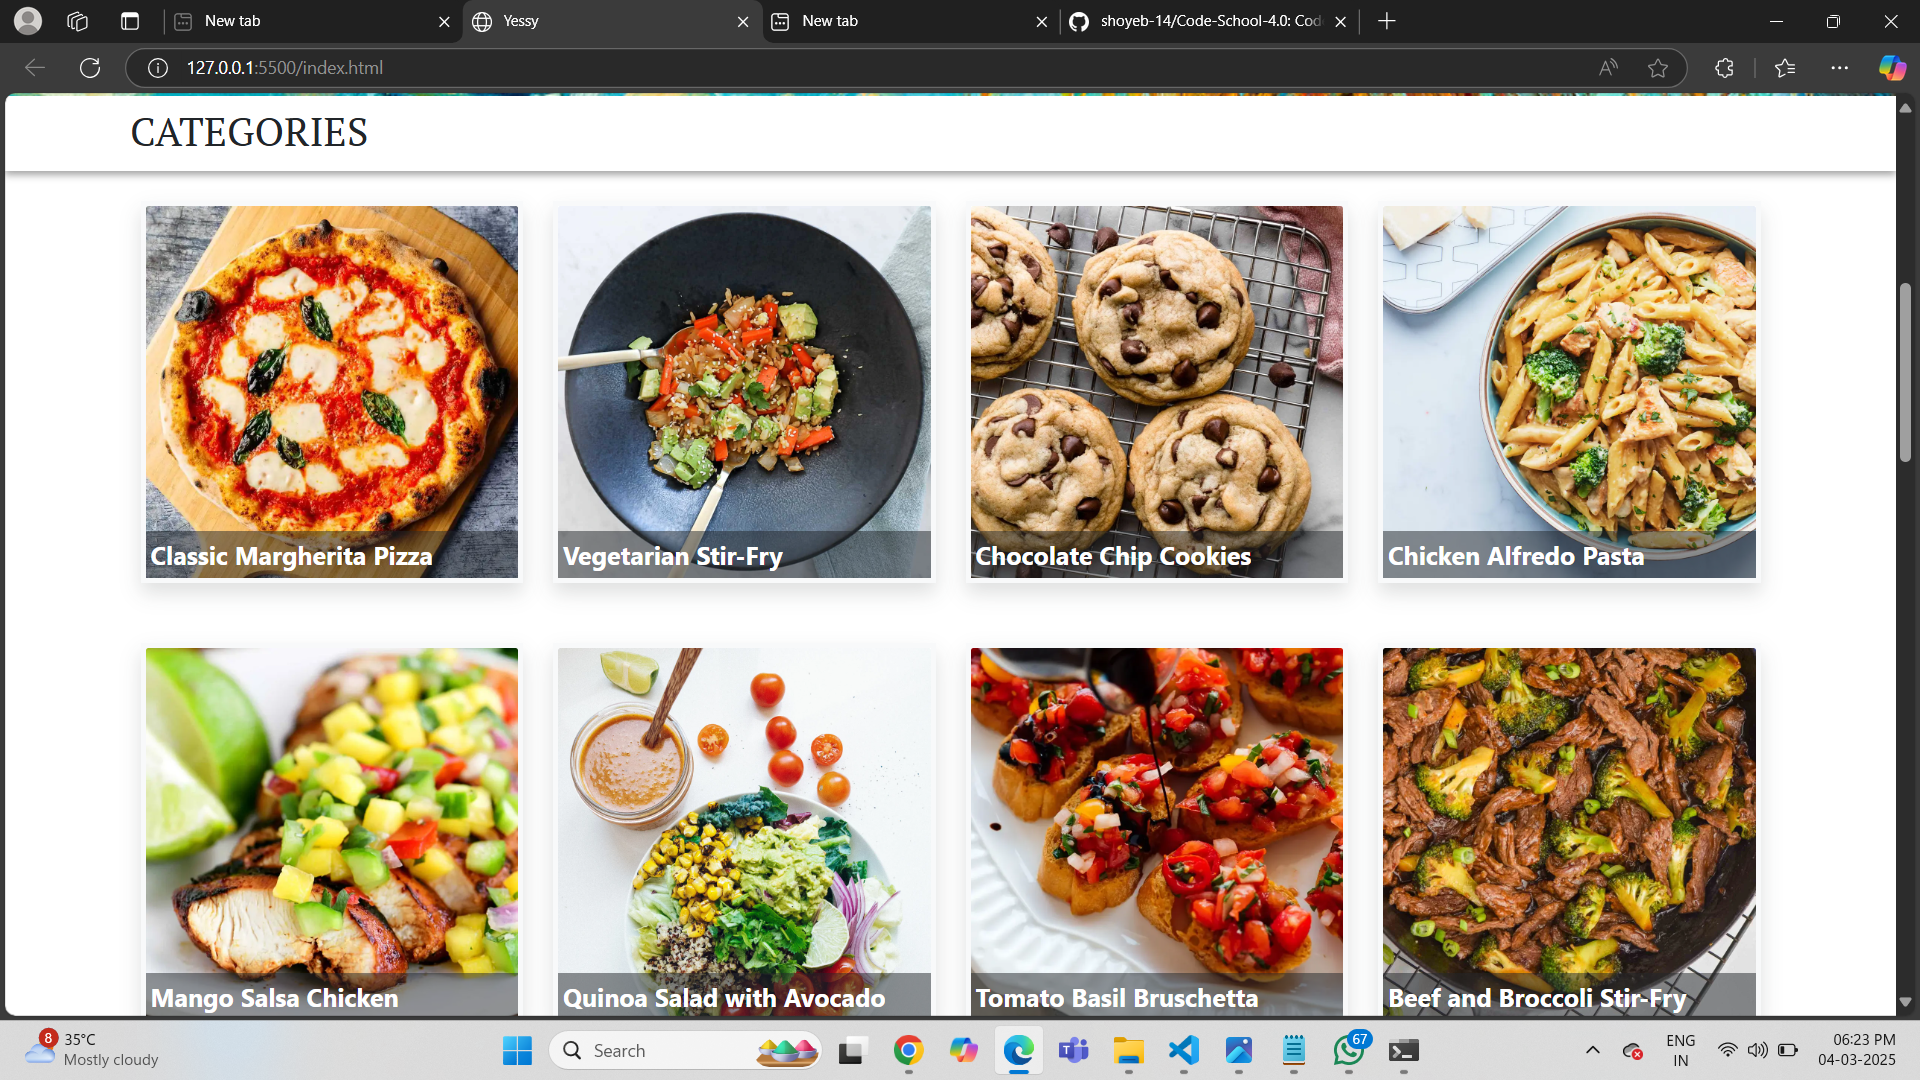 New tab
Yessy
New tab
shoyeb-14/Code-School-4.0: Cod
127.0.0.1:5500/index.html
CATEGORIES
Classic Margherita Pizza
Vegetarian Stir-Fry
Chocolate Chip Cookies
Chicken Alfredo Pasta
Mango Salsa Chicken
Quinoa Salad with Avocado
Tomato Basil Bruschetta
Beef and Broccoli Stir-Fry
8
35°C
Mostly cloudy
Search
67
ENG
IN
06:23 PM
04-03-2025